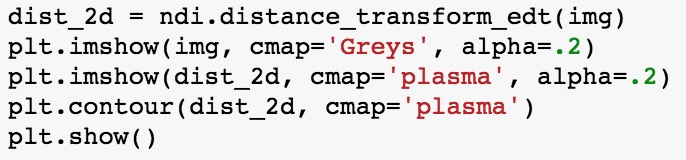 dist_2d = ndi.distance_transform_edt(img)
plt.imshow(img, cmap='Greys', alpha=.2)
plt.imshow(dist_2d, cmap='plasma', alpha=.2)
plt.contour(dist_2d, cmap='plasma')
plt.show()